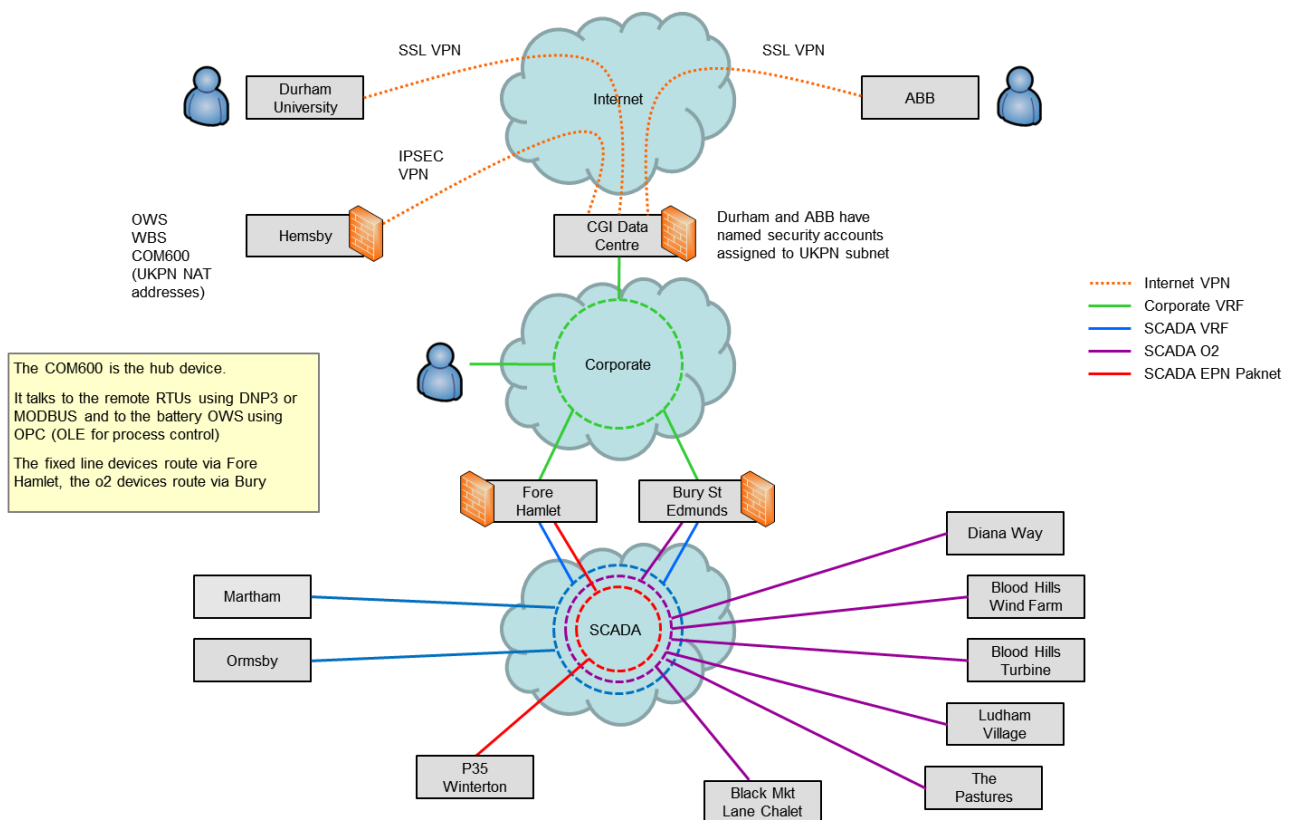 SSL VPN
SSL VPN
Durham
University
Internet
ABB
IPSEC
VPN
OWS
WBS
COM600
(UKPN NAT
addresses)
Hemsby
CGI Data
Centre
Durham and ABB have
named security accounts
assigned to UKPN subnet
Internet VPN
Corporate VRF
SCADA VRF
SCADA O2
SCADA EPN Paknet
The COM600 is the hub device.
It talks to the remote RTUs using DNP3 or
MODBUS and to the battery OWS using
OPC (OLE for process control)
The fixed line devices route via Fore
Hamlet, the o2 devices route via Bury
Corporate
Fore
Hamlet
Bury St
Edmunds
Diana Way
Martham
Blood Hills
Wind Farm
SCADA
Ormsby
Blood Hills
Turbine
Ludham
Village
P35
Winterton
The
Pastures
Black Mkt
Lane Chalet